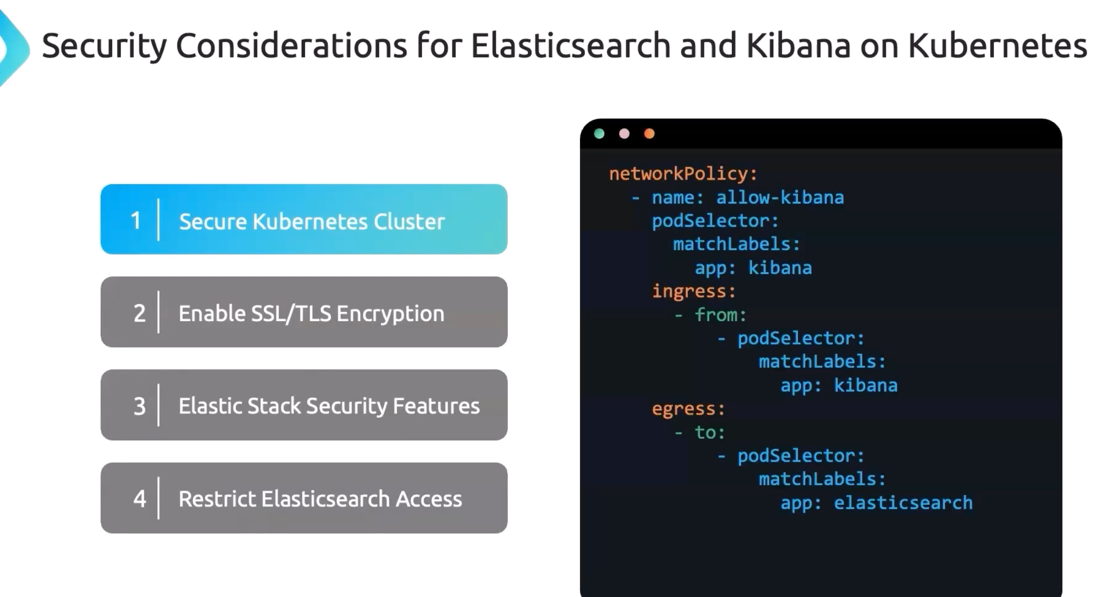 Security Considerations for Elasticsearch and Kibana on Kubernetes
1 Secure Kubernetes Cluster
2 Enable SSL/TLS Encryption
3 Elastic Stack Security Features
4 Restrict Elasticsearch Access
networkPolicy:
  - name: allow-kibana
    podSelector:
      matchLabels:
        app: kibana
    ingress:
      - from:
          - podSelector:
              matchLabels:
                app: kibana
    egress:
      - to:
          - podSelector:
              matchLabels:
                app: elasticsearch